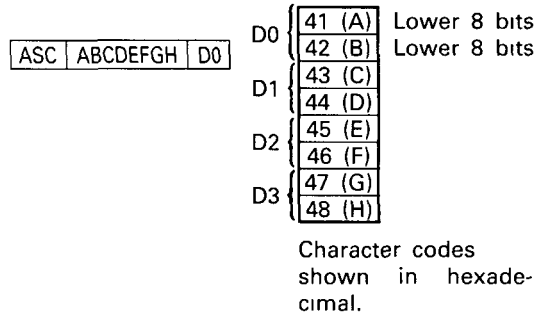 ASC ABCDEFGH D0
D0 41 (A) Lower 8 bits
42 (B) Lower 8 bits
D1 43 (C)
44 (D)
D2 45 (E)
46 (F)
D3 47 (G)
48 (H)
Character codes
shown in hexade-
cimal.